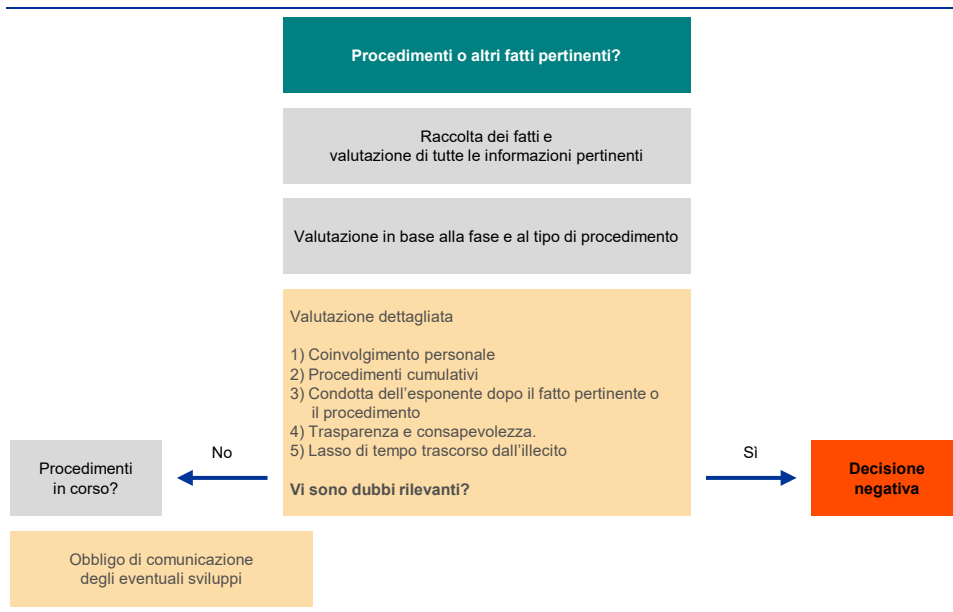 Procedimenti o altri fatti pertinenti?
Raccolta dei fatti e
valutazione di tutte le informazioni pertinenti
Valutazione in base alla fase e al tipo di procedimento
Valutazione dettagliata
1) Coinvolgimento personale
2) Procedimenti cumulativi
3) Condotta dell'esponente dopo il fatto pertinente o
il procedimento
4) Trasparenza e consapevolezza.
5) Lasso di tempo trascorso dall'illecito
Vi sono dubbi rilevanti?
No
Sì
Procedimenti
in corso?
Decisione
negativa
Obbligo di comunicazione
degli eventuali sviluppi